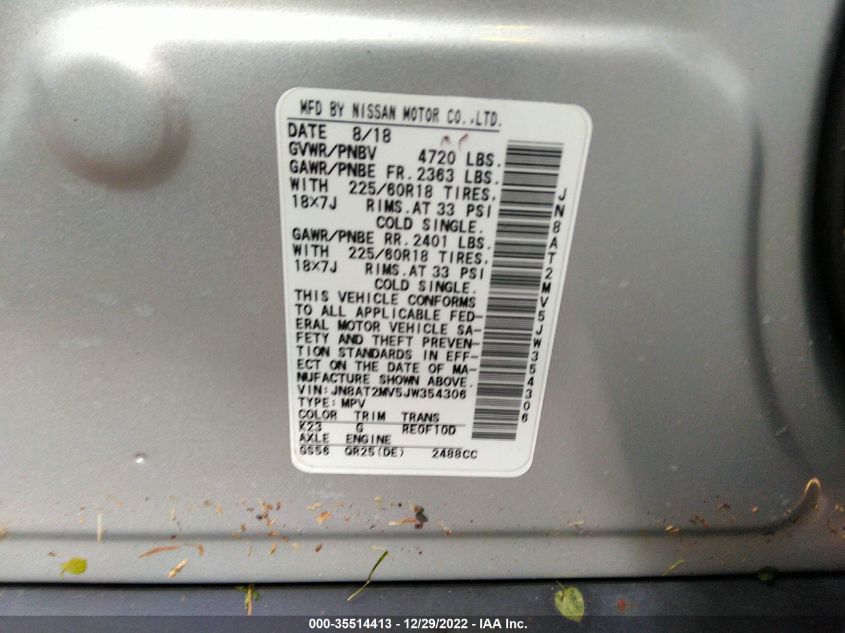 MFD BY NISSAN MOTOR CO.,LTD.
DATE 8/18
GVWR/PNBV 4720 LBS.
GAWR/PNBE FR. 2363 LBS.
WITH 225/60R18 TIRES,
18X7J RIMS.AT 33 PSI
COLD SINGLE.
GAWR/PNBE RR. 2401 LBS.
WITH 225/60R18 TIRES,
18X7J RIMS.AT 33 PSI
COLD SINGLE.
THIS VEHICLE CONFORMS
TO ALL APPLICABLE FED-
ERAL MOTOR VEHICLE SA-
FETY AND THEFT PREVEN-
TION STANDARDS IN EFF-
ECT ON THE DATE OF MA-
NUFACTURE SHOWN ABOVE.
VIN:JN8AT2MV5JW354306
TYPE:MPV
COLOR TRIM TRANS
K23 G RE0F10D
AXLE ENGINE
GS56 QR25(DE) 2488CC
JN8AT2MV5JW354306
000-35514413 - 12/29/2022 - IAA Inc.